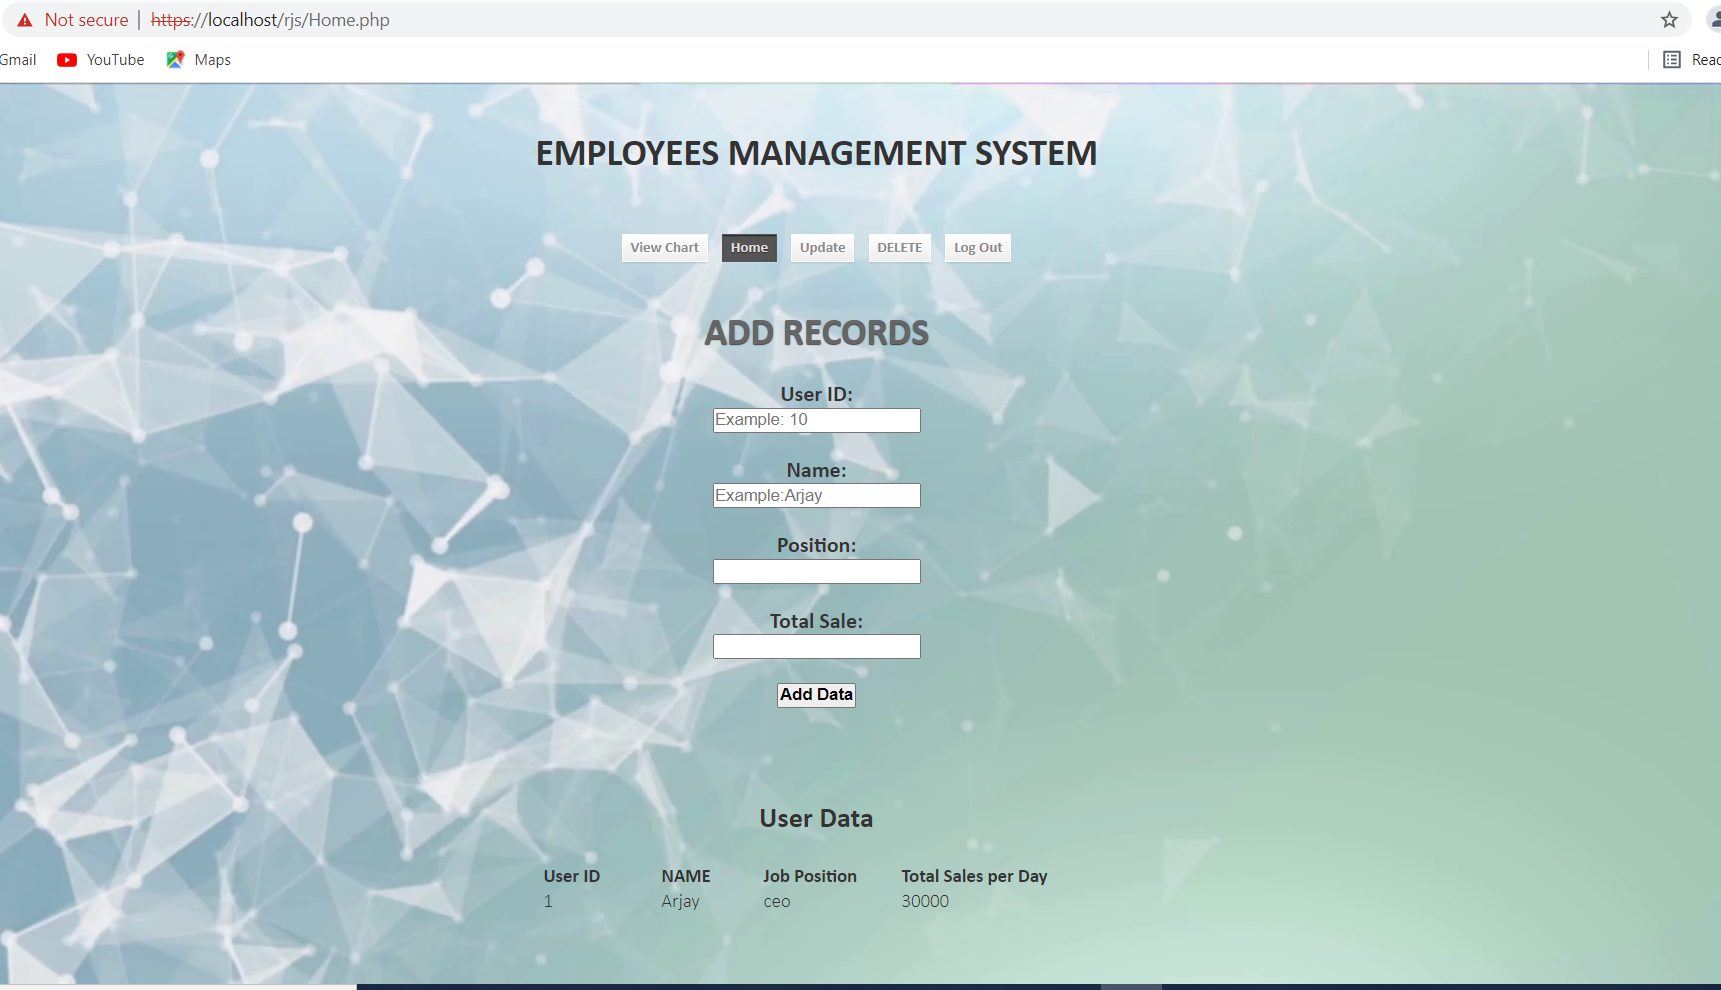 Not secure | https://localhost/rjs/Home.php
Gmail YouTube Maps
EMPLOYEES MANAGEMENT SYSTEM
View Chart Home Update DELETE Log Out
ADD RECORDS
User ID:
Example: 10
Name:
Example:Arjay
Position:
Total Sale:
Add Data
User Data
User ID NAME Job Position Total Sales per Day
1 Arjay ceo 30000